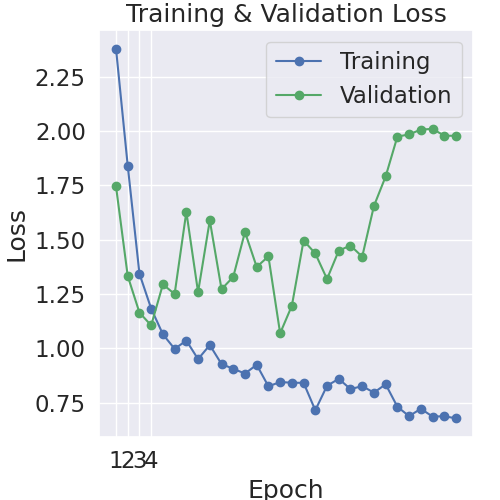 Training & Validation Loss
Training
Validation
Loss
2.25
2.00
1.75
1.50
1.25
1.00
0.75
1234
Epoch